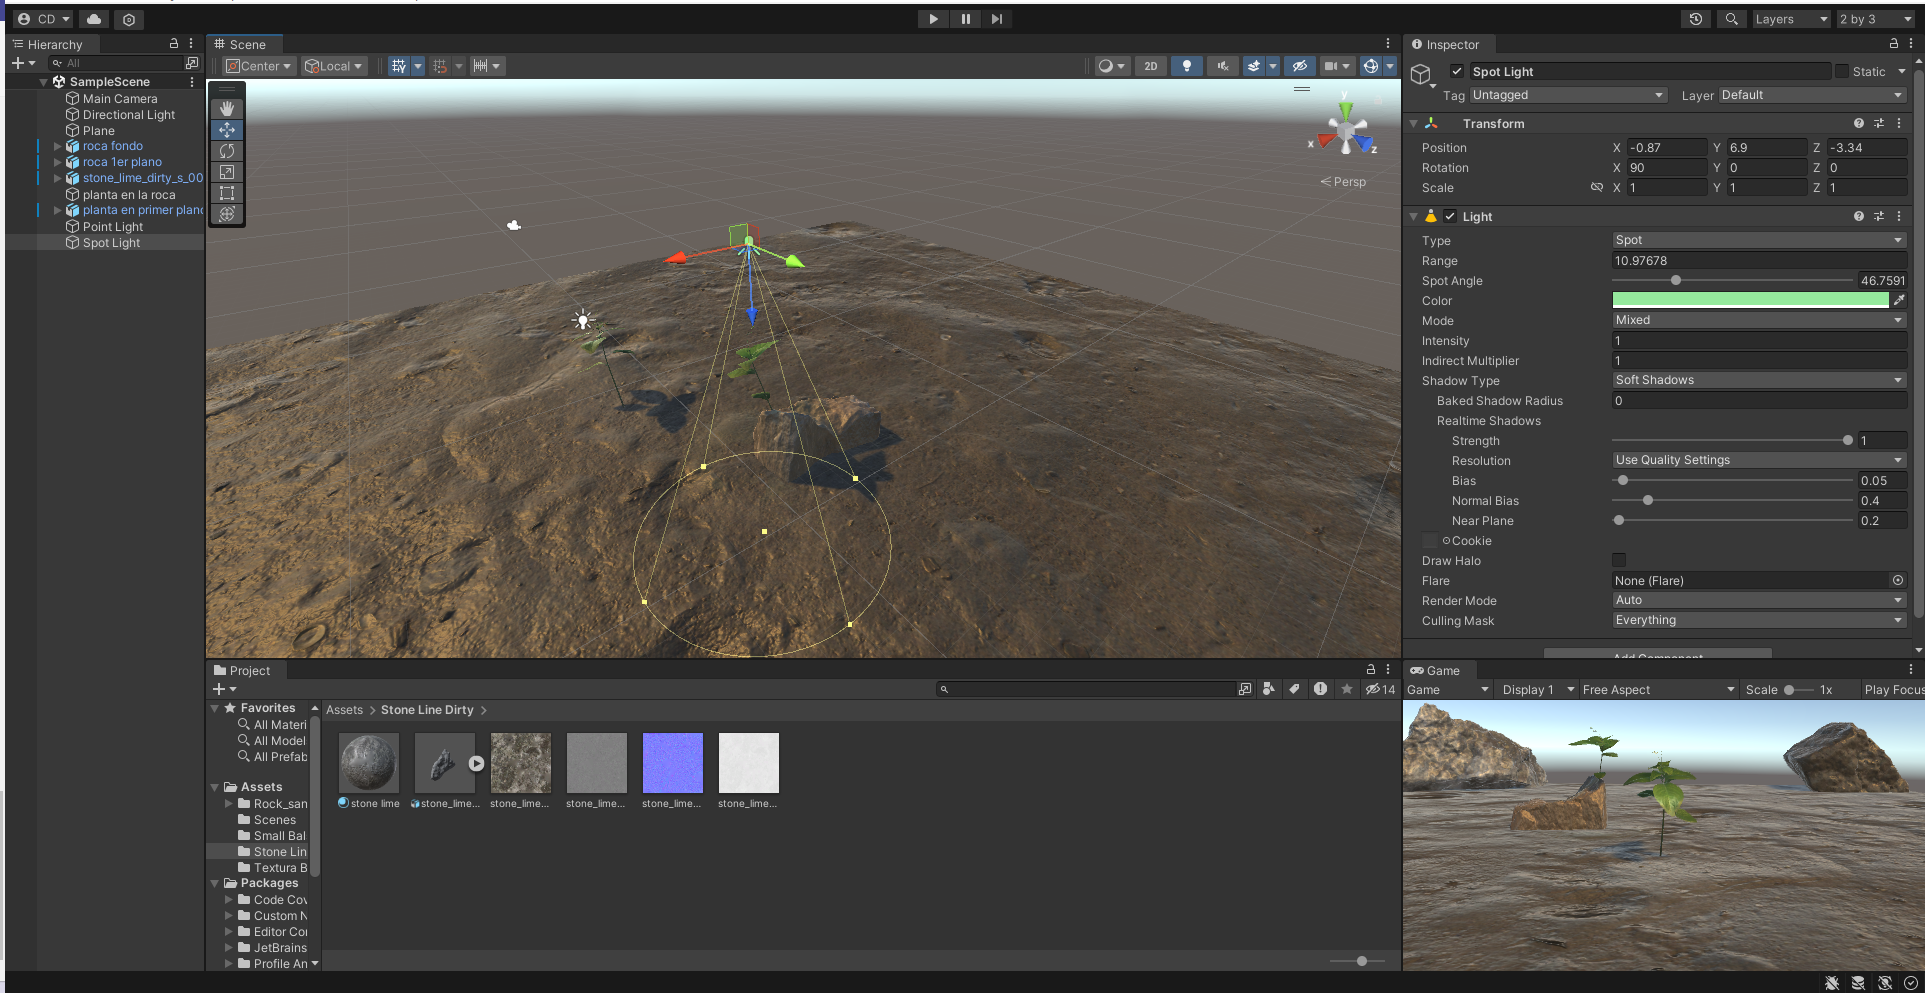 CD
Layers
2 by 3
Hierarchy
All
SampleScene
Main Camera
Directional Light
Plane
roca fondo
roca 1er plano
stone_lime_dirty_s_00
planta en la roca
planta en primer plano
Point Light
Spot Light
Scene
Center
Local
2D
y
x
z
Persp
Inspector
Spot Light
Static
Tag Untagged
Layer Default
Transform
Position X -0.87 Y 6.9 Z -3.34
Rotation X 90 Y 0 Z 0
Scale X 1 Y 1 Z 1
Light
Type Spot
Range 10.97678
Spot Angle 46.7591
Color
Mode Mixed
Intensity 1
Indirect Multiplier 1
Shadow Type Soft Shadows
Baked Shadow Radius 0
Realtime Shadows
Strength 1
Resolution Use Quality Settings
Bias 0.05
Normal Bias 0.4
Near Plane 0.2
Cookie
Draw Halo
Flare None (Flare)
Render Mode Auto
Culling Mask Everything
Add Component
Project
14
Favorites
All Materi
All Model
All Prefab
Assets
Rock_san
Scenes
Small Bal
Stone Lin
Textura B
Packages
Code Cov
Custom N
Editor Cor
JetBrains
Profile An
Assets > Stone Line Dirty >
stone lime
stone_lime...
stone_lime...
stone_lime...
stone_lime...
stone_lime...
Game
Game Display 1 Free Aspect Scale 1x Play Focus